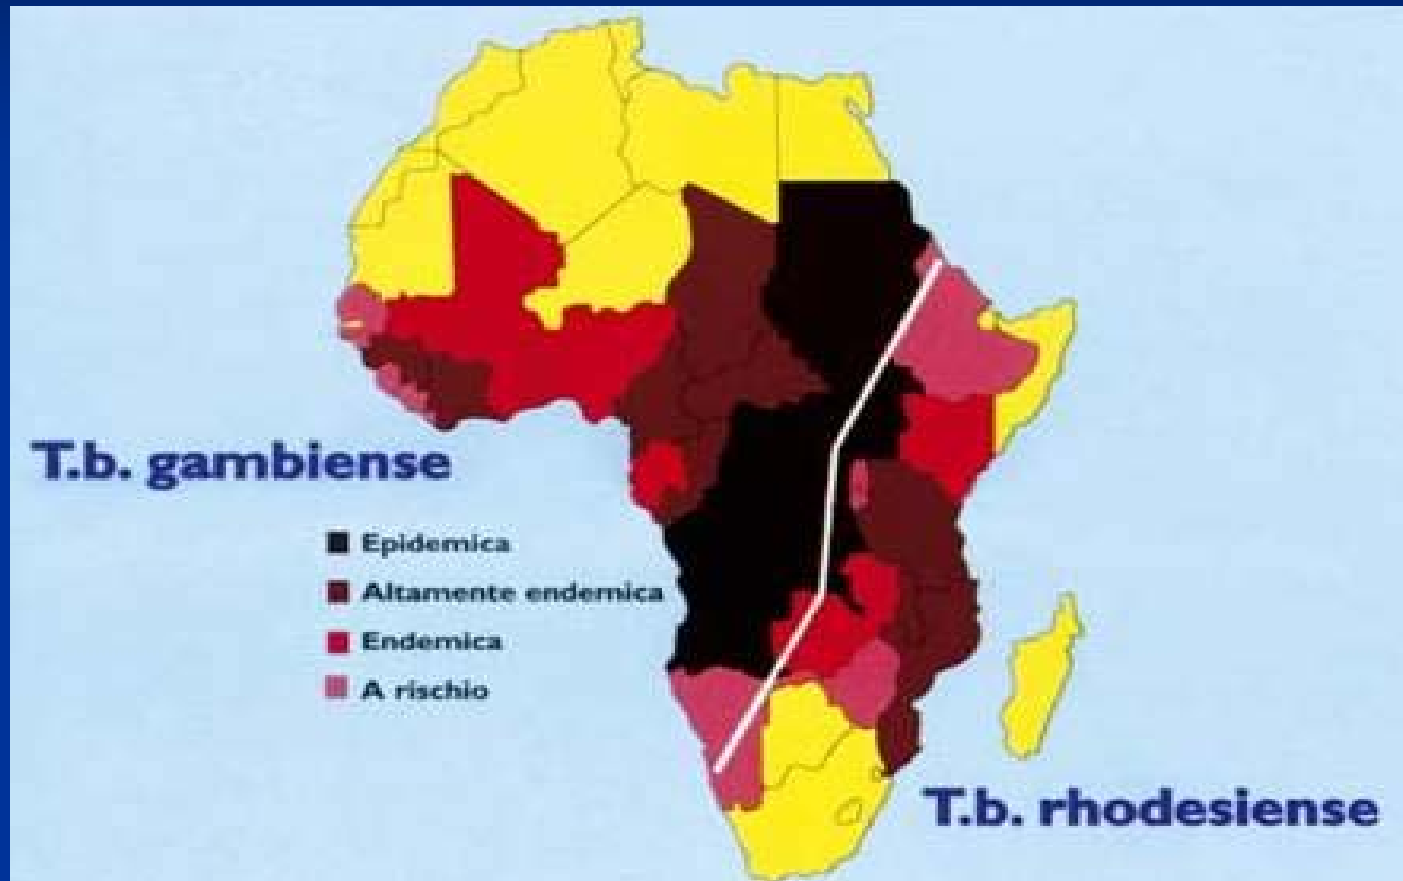 T.b. gambiense
Epidemica
Altamente endemica
Endemica
A rischio
T.b. rhodesiense